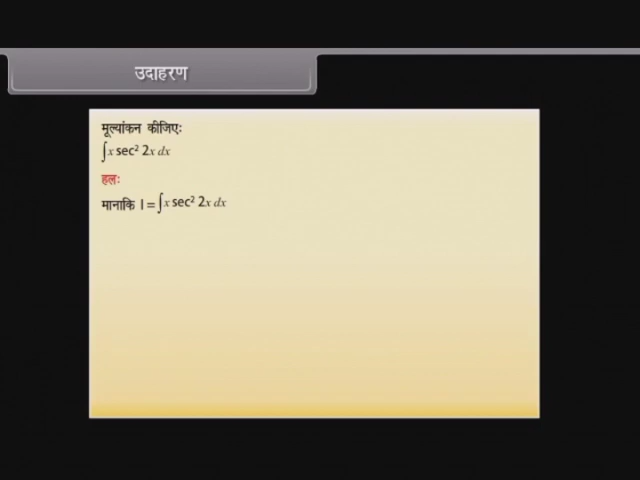 उदाहरण
मूल्यांकन कीजिए:
∫x sec² 2x dx
हल:
मानाकि I = ∫x sec² 2x dx